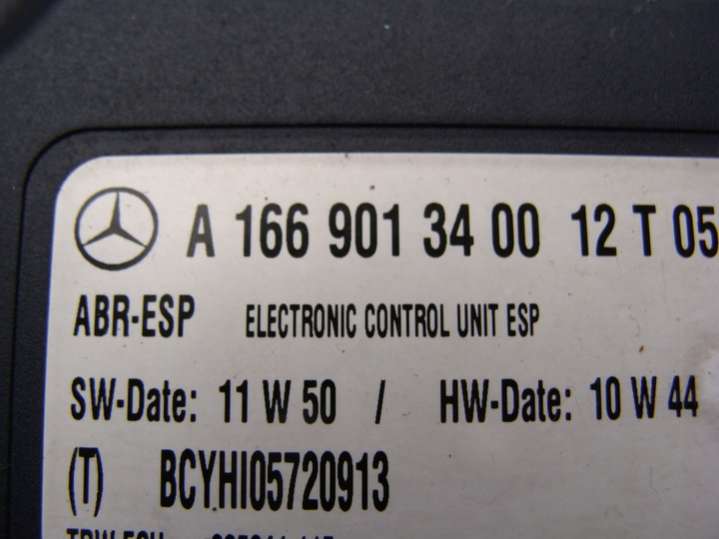 A 166 901 34 00 12 T 05
ABR-ESP ELECTRONIC CONTROL UNIT ESP
SW-Date: 11 W 50 / HW-Date: 10 W 44
(T) BCYHI05720913